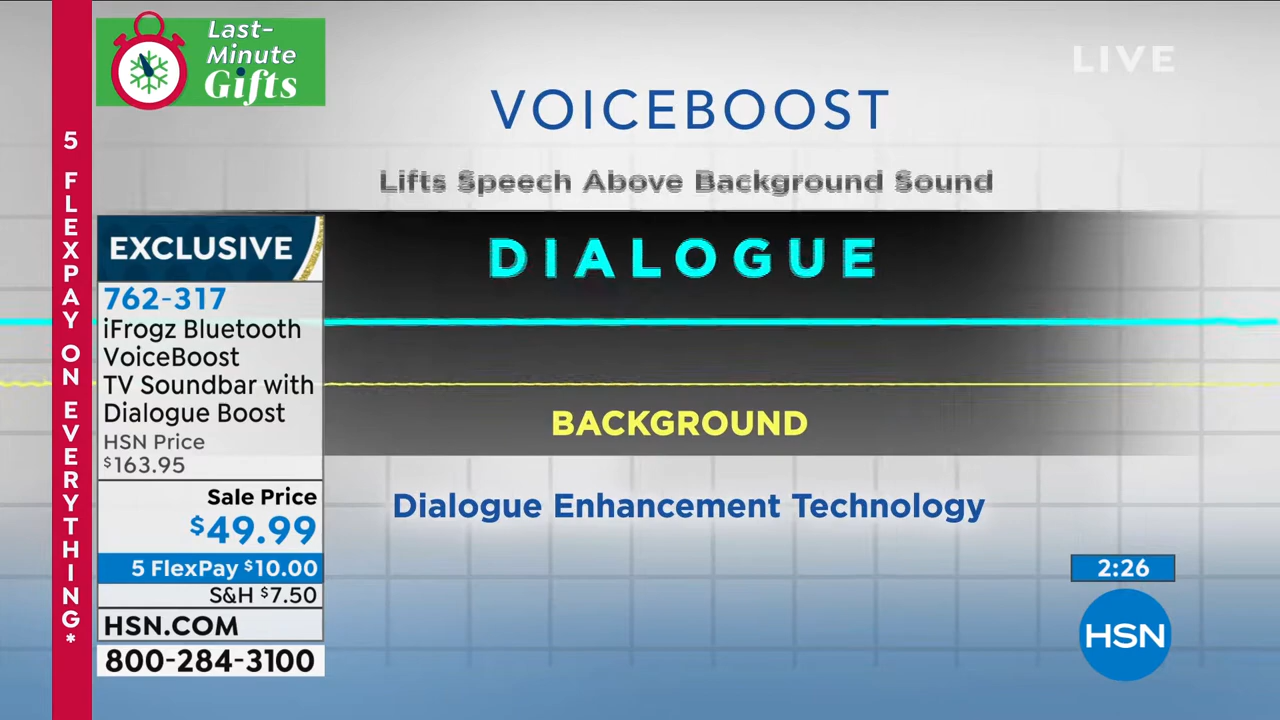 Last-
Minute
Gifts
LIVE
5 FLEXPAY ON EVERYTHING*
VOICEBOOST
Lifts Speech Above Background Sound
DIALOGUE
BACKGROUND
Dialogue Enhancement Technology
EXCLUSIVE
762-317
iFrogz Bluetooth
VoiceBoost
TV Soundbar with
Dialogue Boost
HSN Price
$163.95
Sale Price
$49.99
5 FlexPay $10.00
S&H $7.50
HSN.COM
800-284-3100
2:26
HSN